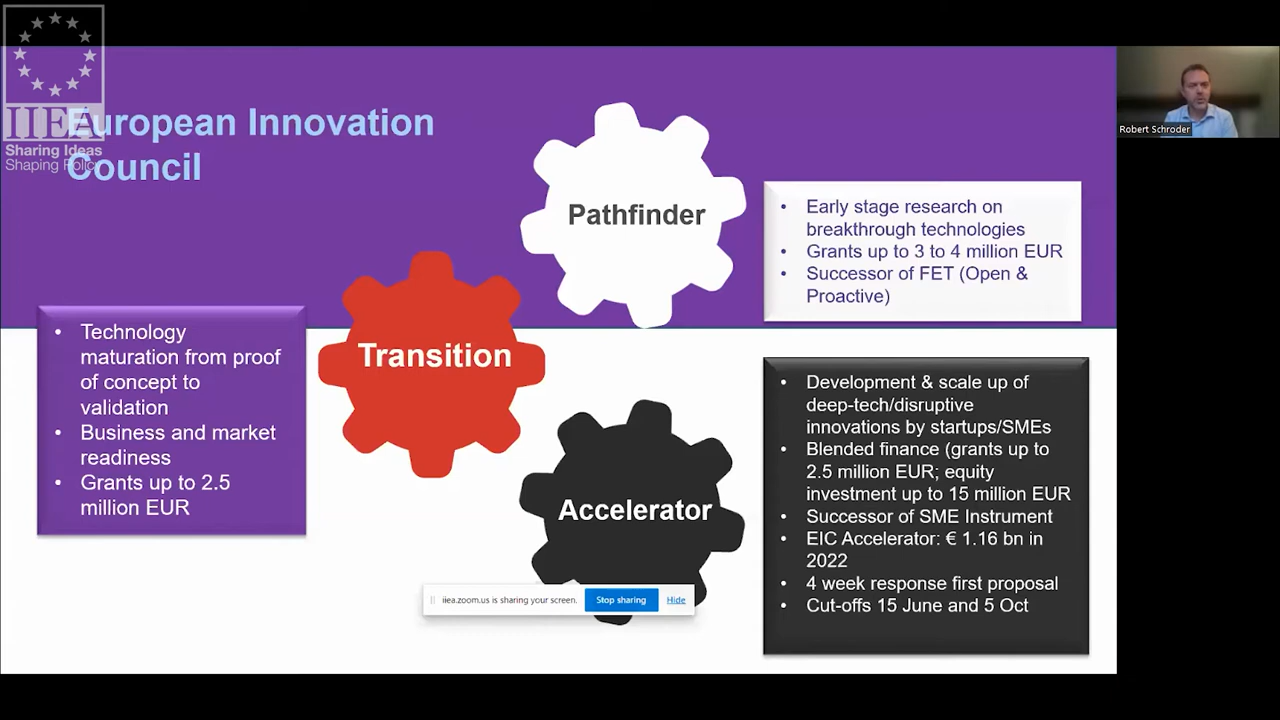 IIEA
Sharing Ideas
Shaping Policy
European Innovation
Council
Robert Schroder
Pathfinder
• Early stage research on
breakthrough technologies
• Grants up to 3 to 4 million EUR
• Successor of FET (Open &
Proactive)
Transition
• Technology
maturation from proof
of concept to
validation
• Business and market
readiness
• Grants up to 2.5
million EUR
Accelerator
• Development & scale up of
deep-tech/disruptive
innovations by startups/SMEs
• Blended finance (grants up to
2.5 million EUR; equity
investment up to 15 million EUR
• Successor of SME Instrument
• EIC Accelerator: € 1.16 bn in
2022
• 4 week response first proposal
• Cut-offs 15 June and 5 Oct
iiea.zoom.us is sharing your screen.
Stop sharing
Hide